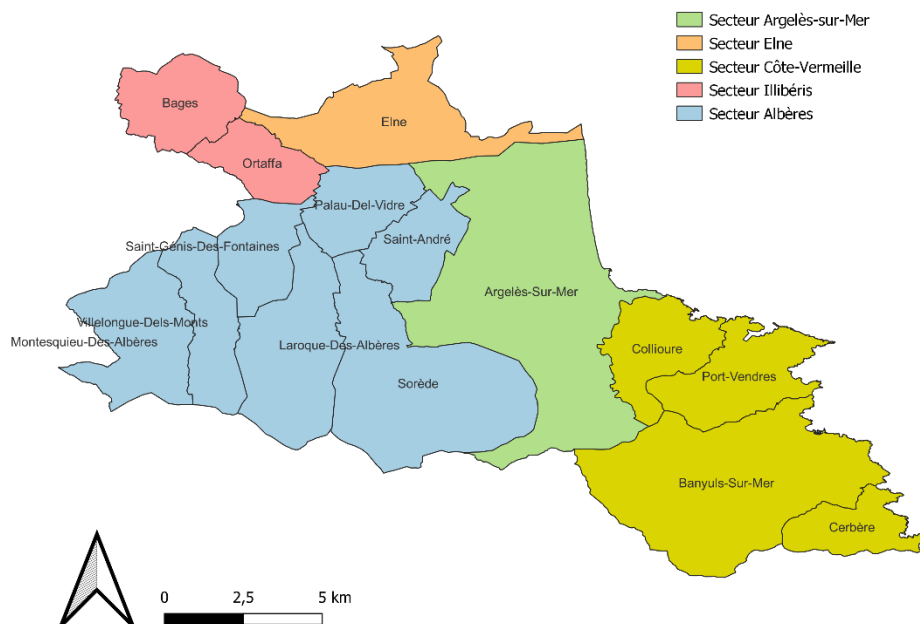 Secteur Argelès-sur-Mer
Secteur Elne
Secteur Côte-Vermeille
Secteur Illibéris
Secteur Albères
Bages
Elne
Ortaffa
Palau-Del-Vidre
Saint-André
Saint-Génis-Des-Fontaines
Argelès-Sur-Mer
Villelongue-Dels-Monts
Montesquieu-Des-Albères
Laroque-Des-Albères
Collioure
Port-Vendres
Sorède
Banyuls-Sur-Mer
Cerbère
0 2,5 5 km